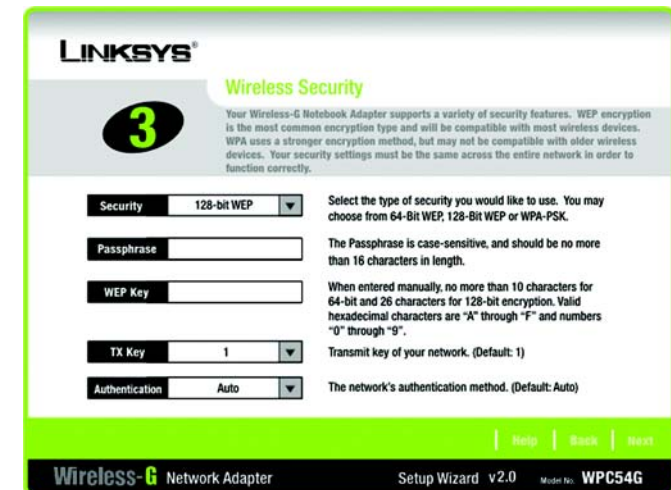 LINKSYS®
Wireless Security
3
Your Wireless-G Notebook Adapter supports a variety of security features. WEP encryption
is the most common encryption type and will be compatible with most wireless devices.
WPA uses a stronger encryption method, but may not be compatible with older wireless
devices. Your security settings must be the same across the entire network in order to
function correctly.
Security 128-bit WEP
Select the type of security you would like to use. You may
choose from 64-Bit WEP, 128-Bit WEP or WPA-PSK.
Passphrase
The Passphrase is case-sensitive, and should be no more
than 16 characters in length.
WEP Key
When entered manually, no more than 10 characters for
64-bit and 26 characters for 128-bit encryption. Valid
hexadecimal characters are “A” through “F” and numbers
“0” through “9”.
TX Key 1
Transmit key of your network. (Default: 1)
Authentication Auto
The network's authentication method. (Default: Auto)
Help Back Next
Wireless-G Network Adapter Setup Wizard v2.0 Model No. WPC54G